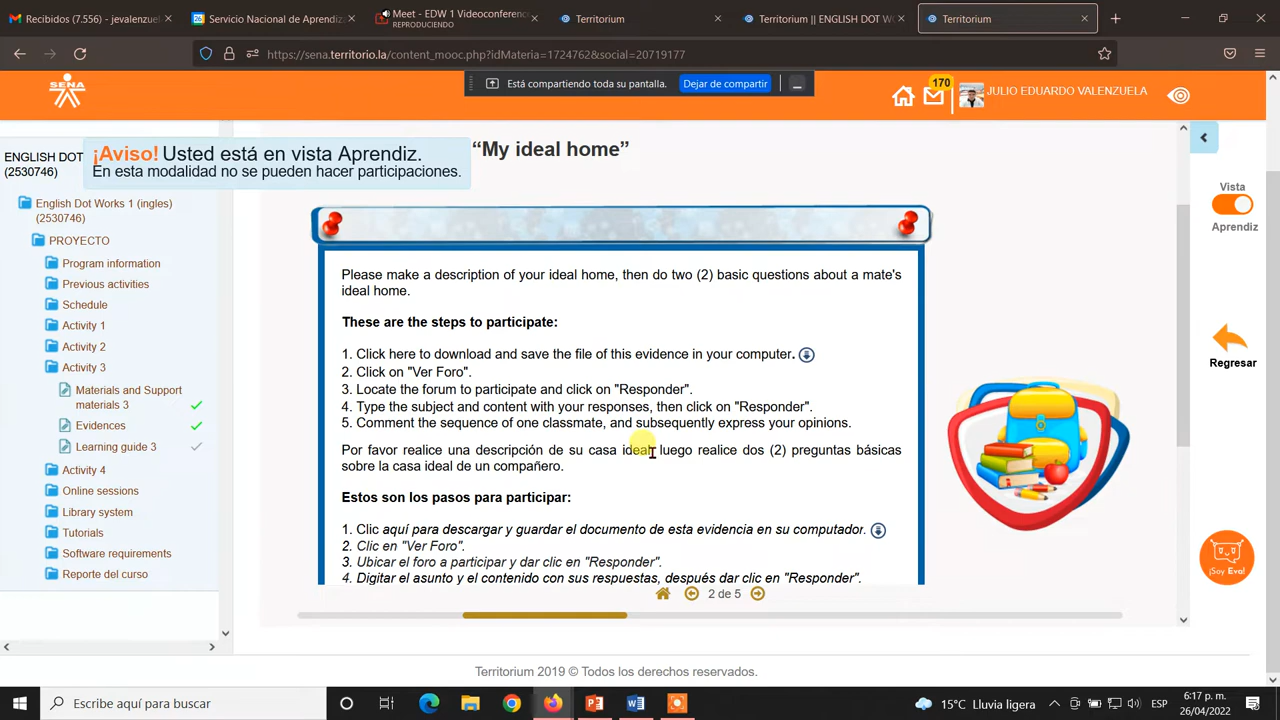 Recibidos (7.556) - jevalenzuel
Servicio Nacional de Aprendiz.
Meet - EDW 1 Videoconference
REPRODUCIENDO
Territorium
Territorium || ENGLISH DOT WO
Territorium
https://sena.territorio.la/content_mooc.php?idMateria=1724762&social=20719177
Está compartiendo toda su pantalla.
Dejar de compartir
SENA
170
JULIO EDUARDO VALENZUELA
ENGLISH DOT
(2530746)
¡Aviso! Usted está en vista Aprendiz.
En esta modalidad no se pueden hacer participaciones.
English Dot Works 1 (ingles)
(2530746)
PROYECTO
Program information
Previous activities
Schedule
Activity 1
Activity 2
Activity 3
Materials and Support
materials 3
Evidences
Learning guide 3
Activity 4
Online sessions
Library system
Tutorials
Software requirements
Reporte del curso
“My ideal home”
Please make a description of your ideal home, then do two (2) basic questions about a mate's
ideal home.
These are the steps to participate:
1. Click here to download and save the file of this evidence in your computer.
2. Click on "Ver Foro".
3. Locate the forum to participate and click on "Responder".
4. Type the subject and content with your responses, then click on "Responder".
5. Comment the sequence of one classmate, and subsequently express your opinions.
Por favor realice una descripción de su casa ideal, luego realice dos (2) preguntas básicas
sobre la casa ideal de un compañero.
Estos son los pasos para participar:
1. Clic aquí para descargar y guardar el documento de esta evidencia en su computador.
2. Clic en "Ver Foro".
3. Ubicar el foro a participar y dar clic en "Responder".
4. Digitar el asunto y el contenido con sus respuestas, después dar clic en "Responder".
2 de 5
Vista
Aprendiz
Regresar
¡Soy Eva!
Territorium 2019 © Todos los derechos reservados.
Escribe aquí para buscar
15°C Lluvia ligera
ESP
6:17 p. m.
26/04/2022